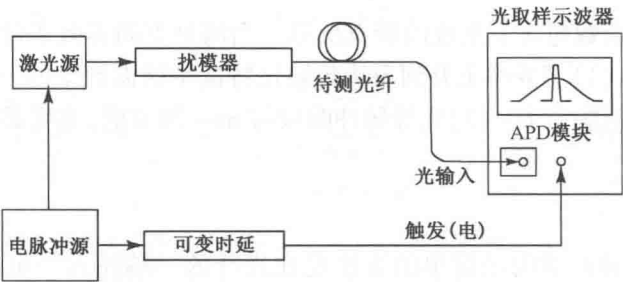 光取样示波器
激光源
扰模器
待测光纤
APD模块
光输入
电脉冲源
可变时延
触发(电)